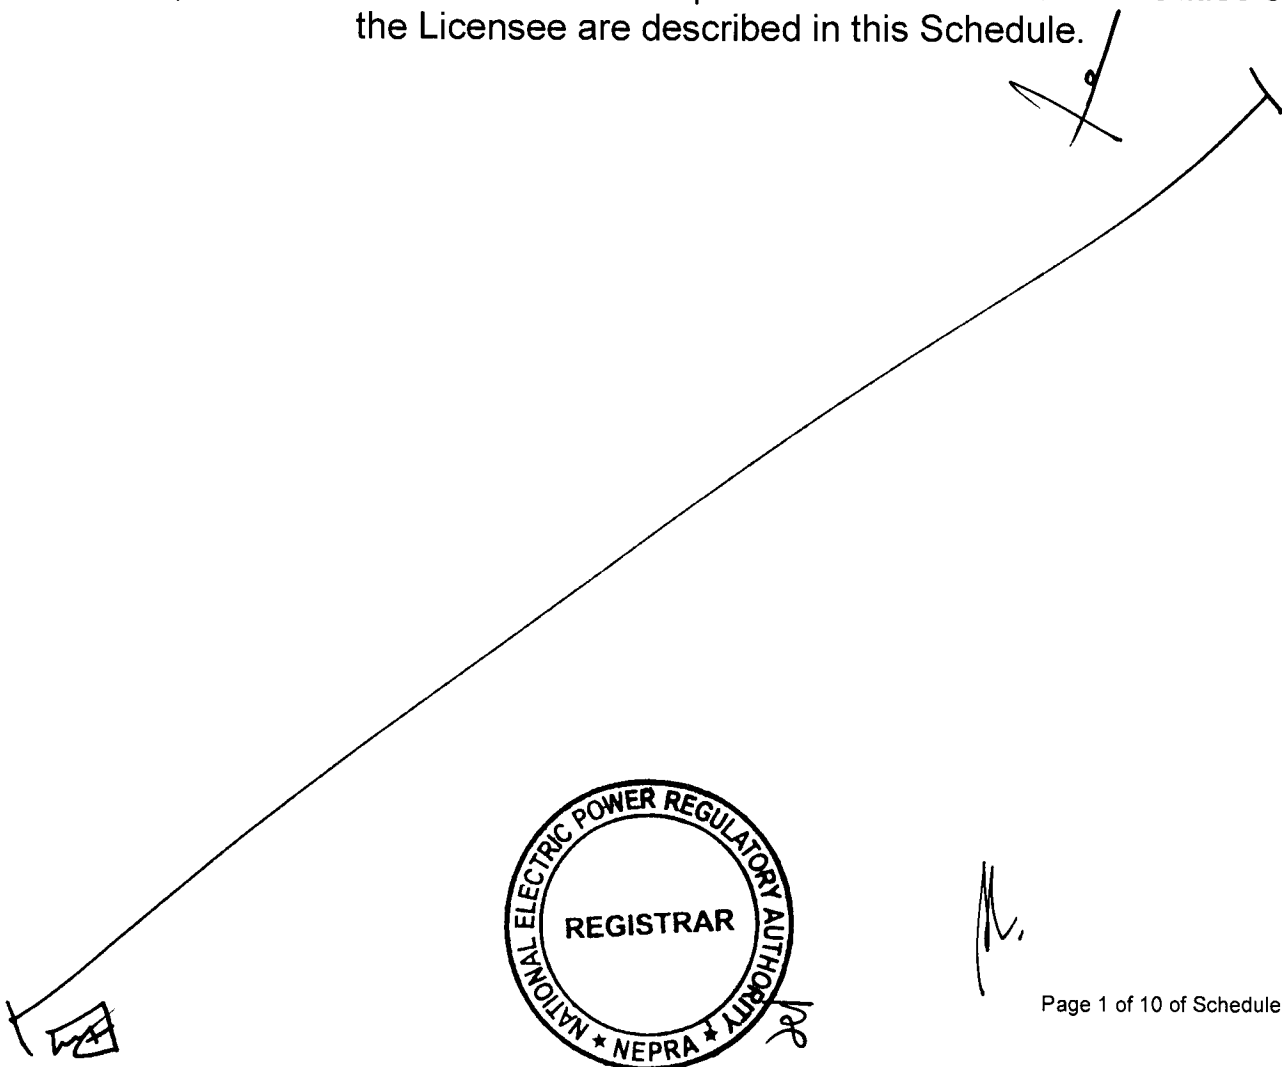 the Licensee are described in this Schedule.
NATIONAL ELECTRIC POWER REGULATORY AUTHORITY
REGISTRAR
★ NEPRA ★
Page 1 of 10 of Schedule